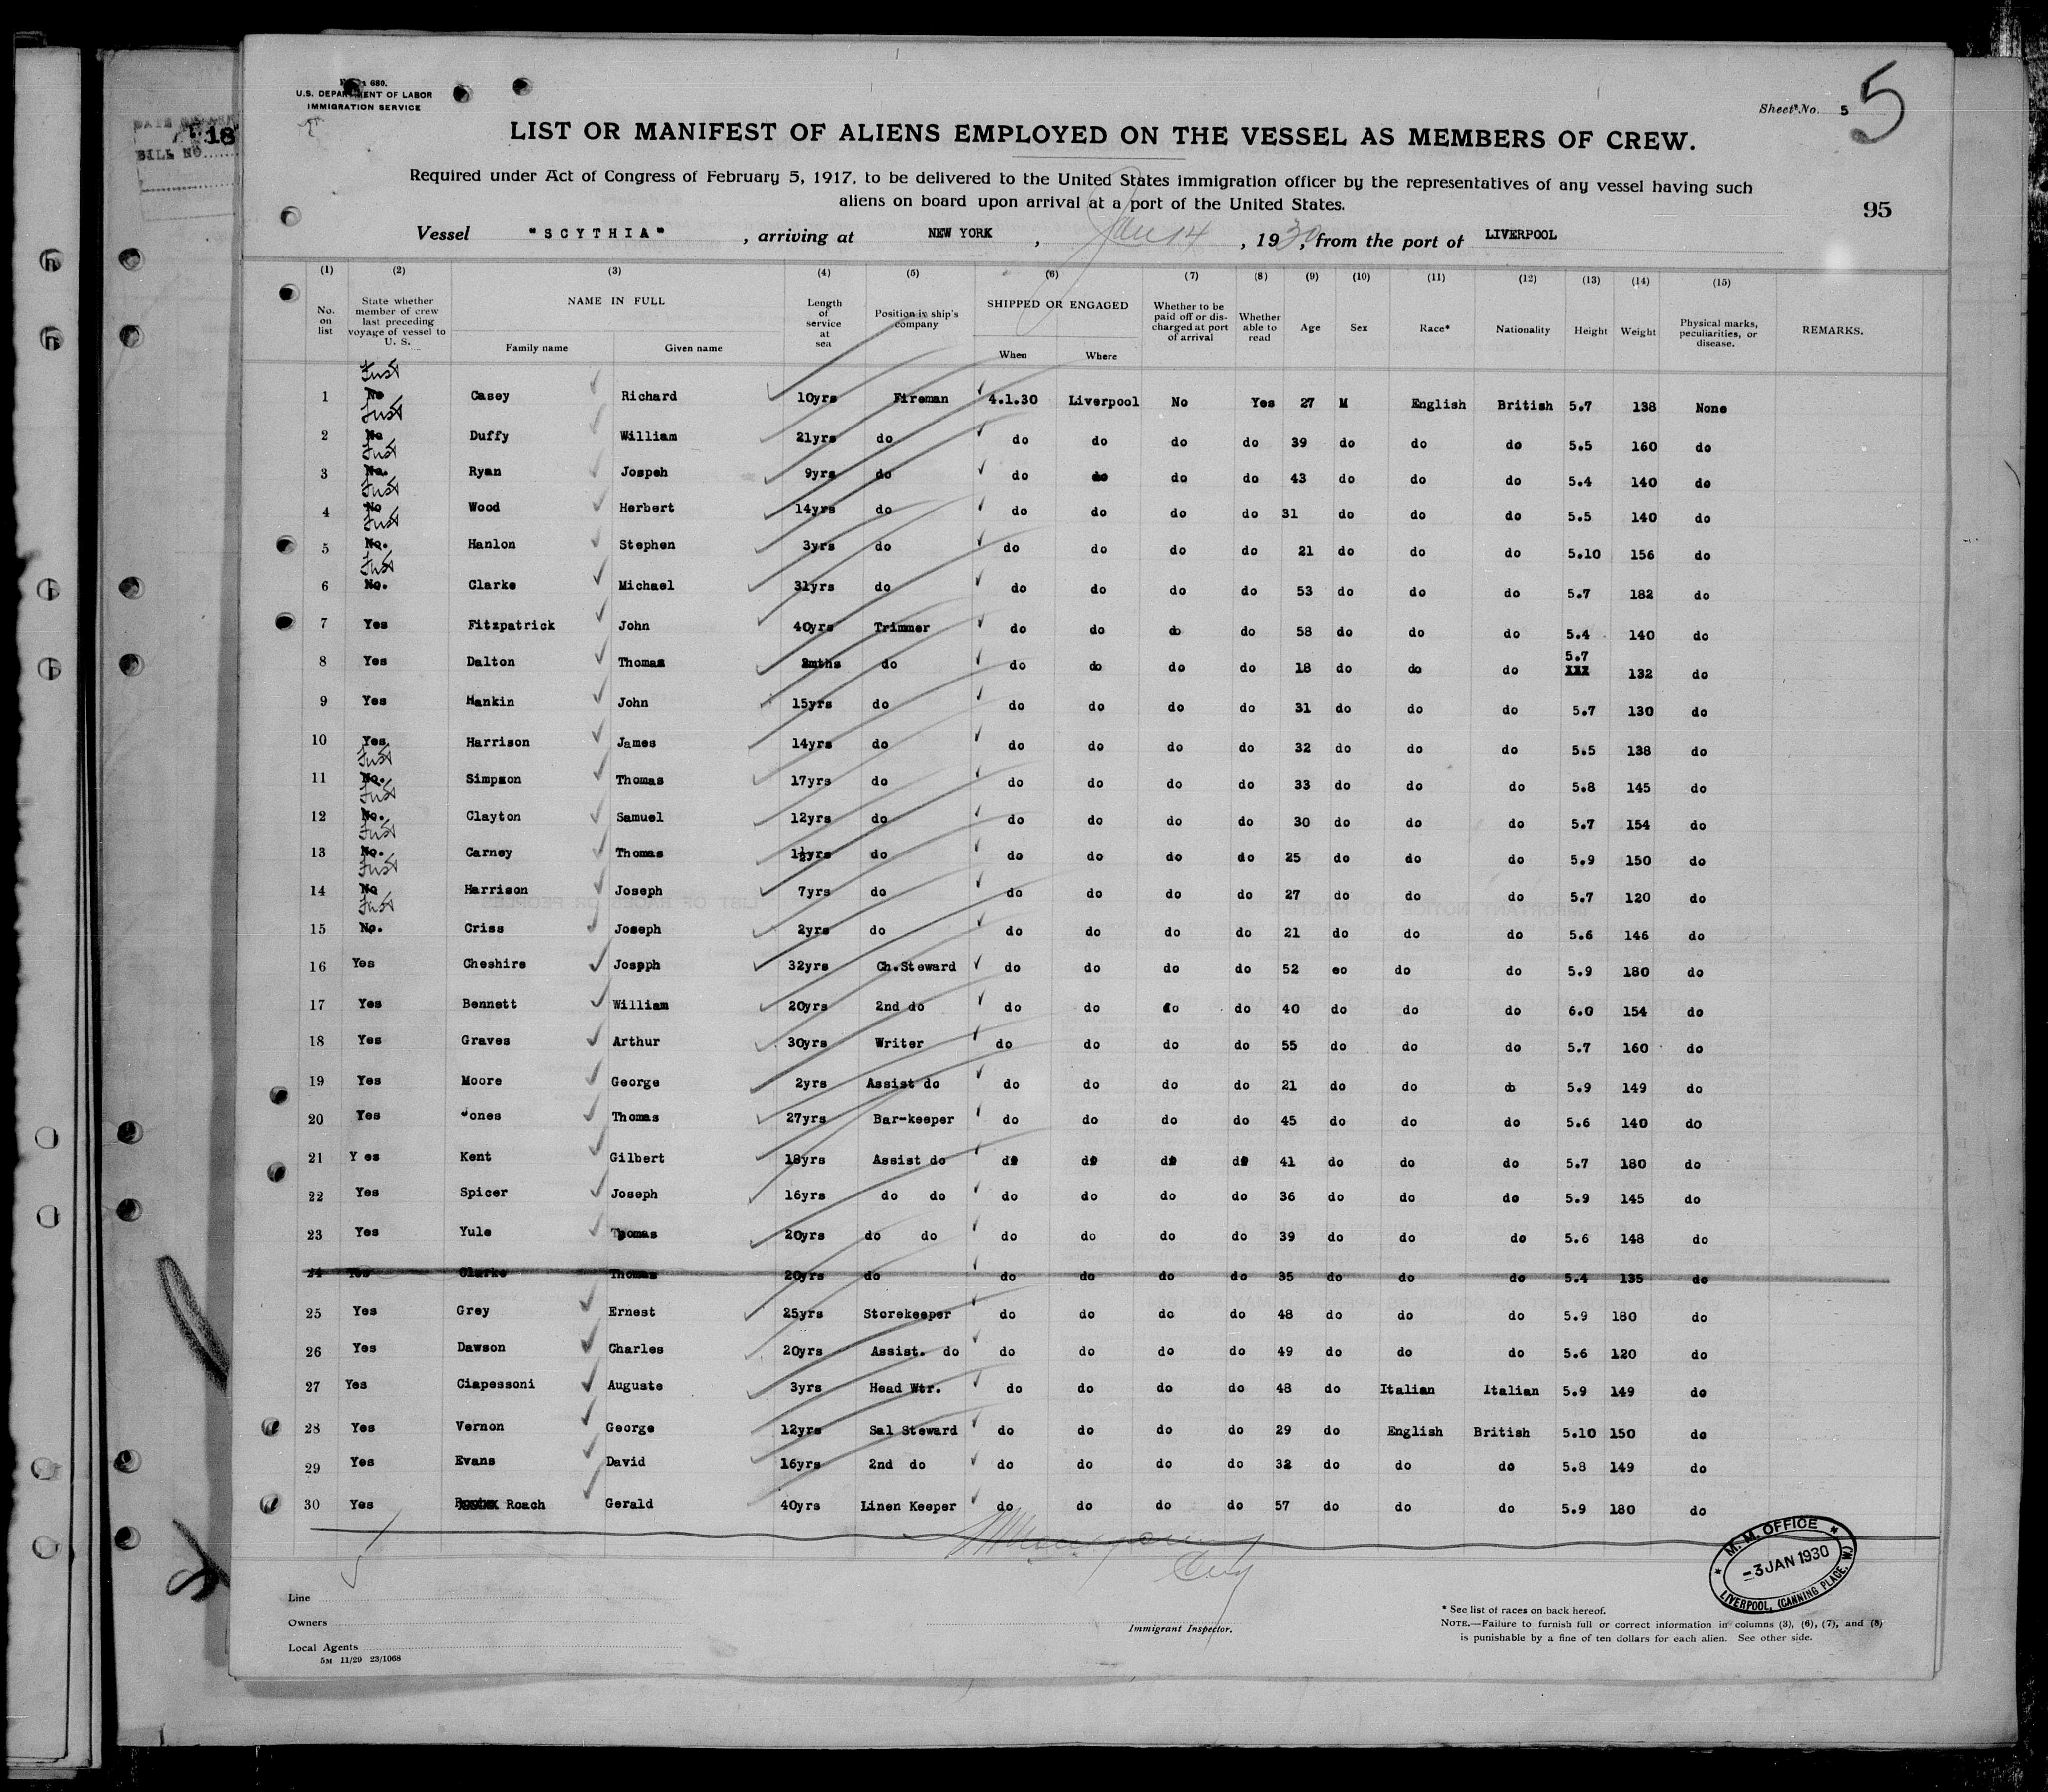 Form 680.
U.S. DEPARTMENT OF LABOR
IMMIGRATION SERVICE
BILL NO
18
Sheet No. 5
5
LIST OR MANIFEST OF ALIENS EMPLOYED ON THE VESSEL AS MEMBERS OF CREW.
Required under Act of Congress of February 5, 1917, to be delivered to the United States immigration officer by the representatives of any vessel having such
aliens on board upon arrival at a port of the United States.
95
Vessel "SCYTHIA", arriving at NEW YORK, Jan 14, 1930, from the port of LIVERPOOL
(1) (2) (3) (4) (5) (6) (7) (8) (9) (10) (11) (12) (13) (14) (15)
No. on list State whether member of crew last preceding voyage of vessel to U. S. NAME IN FULL Family name Given name Length of service at sea Position in ship's company SHIPPED OR ENGAGED When Where Whether to be paid off or discharged at port of arrival Whether able to read Age Sex Race* Nationality Height Weight Physical marks, peculiarities, or disease. REMARKS.
1 First No Casey Richard 10yrs Fireman 4.1.30 Liverpool No Yes 27 M English British 5.7 138 None
2 First No Duffy William 21yrs do do do do do 39 do do do 5.5 160 do
3 First No. Ryan Jospeh 9yrs do do do do do 43 do do do 5.4 140 do
4 First No Wood Herbert 14yrs do do do do do 31 do do do 5.5 140 do
5 First No. Hanlon Stephen 3yrs do do do do do 21 do do do 5.10 156 do
6 First No. Clarke Michael 31yrs do do do do do 53 do do do 5.7 182 do
7 Yes Fitzpatrick John 40yrs Trimmer do do do do 58 do do do 5.4 140 do
8 Yes Dalton Thomas 2mths do do do do do 18 do do do 5.7 XXX 132 do
9 Yes Hankin John 15yrs do do do do do 31 do do do 5.7 130 do
10 Yes Harrison James 14yrs do do do do do 32 do do do 5.5 138 do
11 First No. Simpson Thomas 17yrs do do do do do 33 do do do 5.8 145 do
12 First No. Clayton Samuel 12yrs do do do do do 30 do do do 5.7 154 do
13 First No. Carney Thomas 1½yrs do do do do do 25 do do do 5.9 150 do
14 First No Harrison Joseph 7yrs do do do do do 27 do do do 5.7 120 do
15 First No. Criss Joseph 2yrs do do do do do 21 do do do 5.6 146 do
16 Yes Cheshire Jospph 32yrs Ch.Steward do do do do 52 eo do do 5.9 180 do
17 Yes Bennett William 20yrs 2nd do do do do do 40 do do do 6.0 154 do
18 Yes Graves Arthur 30yrs Writer do do do do 55 do do do 5.7 160 do
19 Yes Moore George 2yrs Assist do do do do do 21 do do do 5.9 149 do
20 Yes Jones Thomas 27yrs Bar-keeper do do do do 45 do do do 5.6 140 do
21 Y es Kent Gilbert 18yrs Assist do do do do do 41 do do do 5.7 180 do
22 Yes Spicer Joseph 16yrs do do do do do do 36 do do do 5.9 145 do
23 Yes Yule Thomas 20yrs do do do do do do 39 do do do 5.6 148 do
24 Yes Clarke Thomas 20yrs do do do do do 35 do do do 5.4 135 do
25 Yes Grey Ernest 25yrs Storekeeper do do do do 48 do do do 5.9 180 do
26 Yes Dawson Charles 20yrs Assist. do do do do do 49 do do do 5.6 120 do
27 Yes Ciapessoni Auguste 3yrs Head Wtr. do do do do 48 do Italian Italian 5.9 149 do
28 Yes Vernon George 12yrs Sal Steward do do do do 29 do English British 5.10 150 do
29 Yes Evans David 16yrs 2nd do do do do do 32 do do do 5.8 149 do
30 Yes Roach Gerald 40yrs Linen Keeper do do do do 57 do do do 5.9 180 do
M. M. OFFICE
-3 JAN 1930
LIVERPOOL, (CANNING PLACE, W.)
Line
Owners
Local Agents
5M 11/29 23/1068
Immigrant Inspector.
* See list of races on back hereof.
NOTE.—Failure to furnish full or correct information in columns (3), (6), (7), and (8)
is punishable by a fine of ten dollars for each alien. See other side.